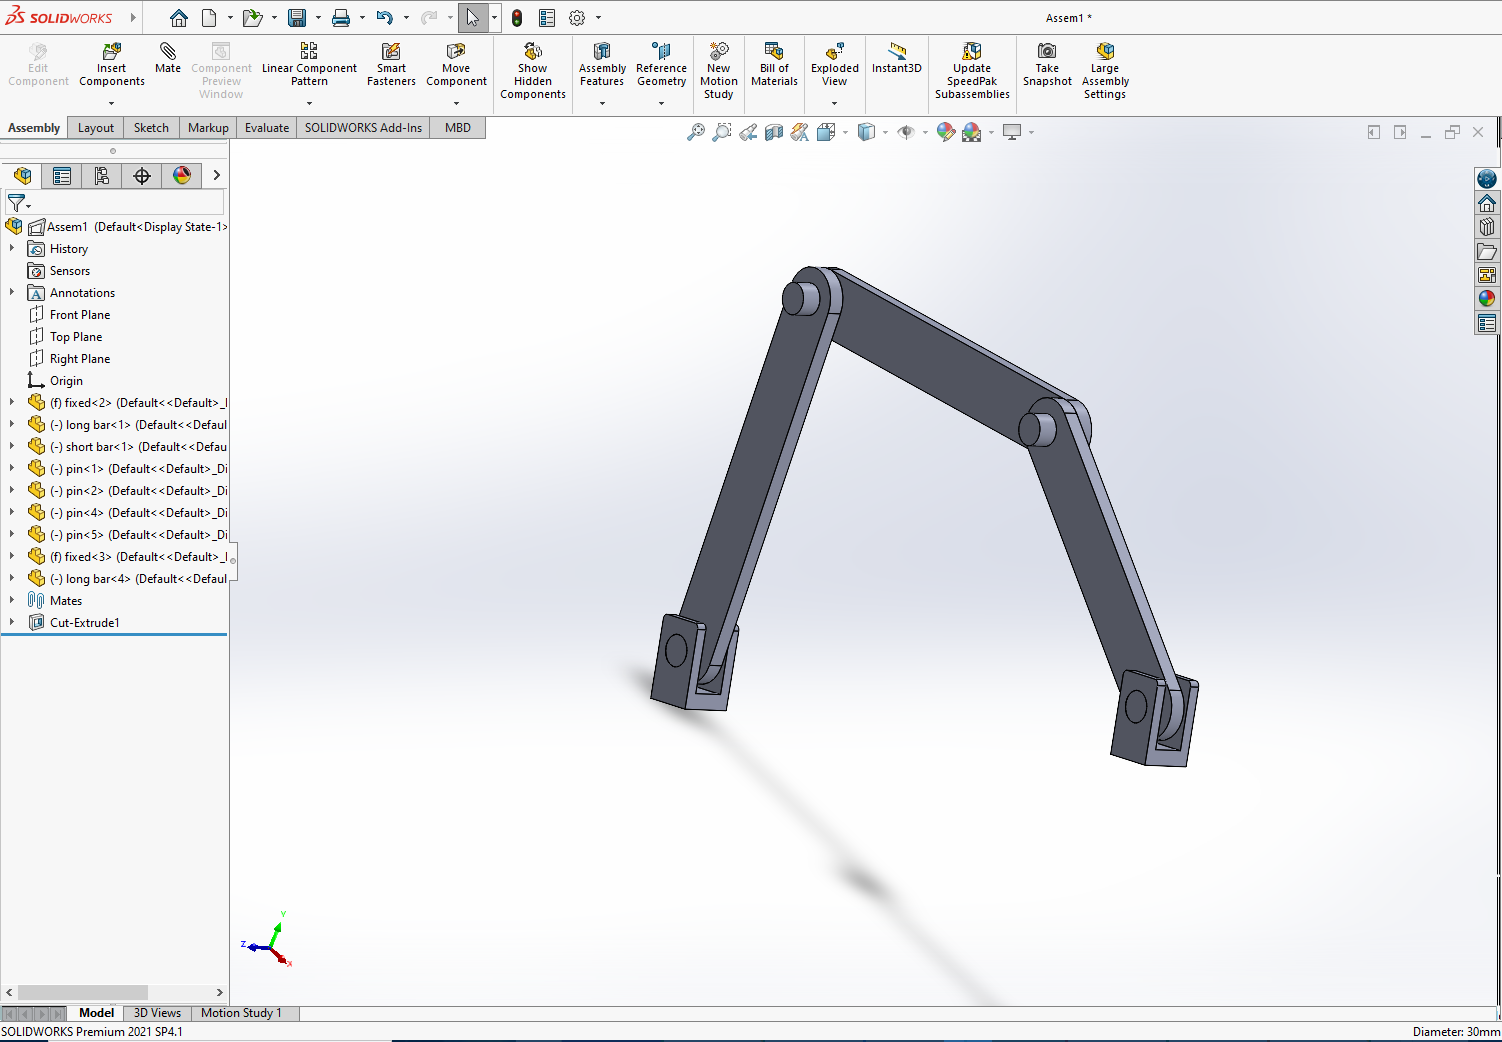 SOLIDWORKS
Assem1 *
Edit Component
Insert Components
Mate
Component Preview Window
Linear Component Pattern
Smart Fasteners
Move Component
Show Hidden Components
Assembly Features
Reference Geometry
New Motion Study
Bill of Materials
Exploded View
Instant3D
Update SpeedPak Subassemblies
Take Snapshot
Large Assembly Settings
Assembly
Layout
Sketch
Markup
Evaluate
SOLIDWORKS Add-Ins
MBD
Assem1 (Default<Display State-1>
History
Sensors
A Annotations
Front Plane
Top Plane
Right Plane
Origin
(f) fixed<2> (Default<<Default>_
(-) long bar<1> (Default<<Defaul
(-) short bar<1> (Default<<Defau
(-) pin<1> (Default<<Default>_Di
(-) pin<2> (Default<<Default>_Di
(-) pin<4> (Default<<Default>_Di
(-) pin<5> (Default<<Default>_Di
(f) fixed<3> (Default<<Default>_
(-) long bar<4> (Default<<Defaul
Mates
Cut-Extrude1
Y
Z
X
Model
3D Views
Motion Study 1
SOLIDWORKS Premium 2021 SP4.1
Diameter: 30mm